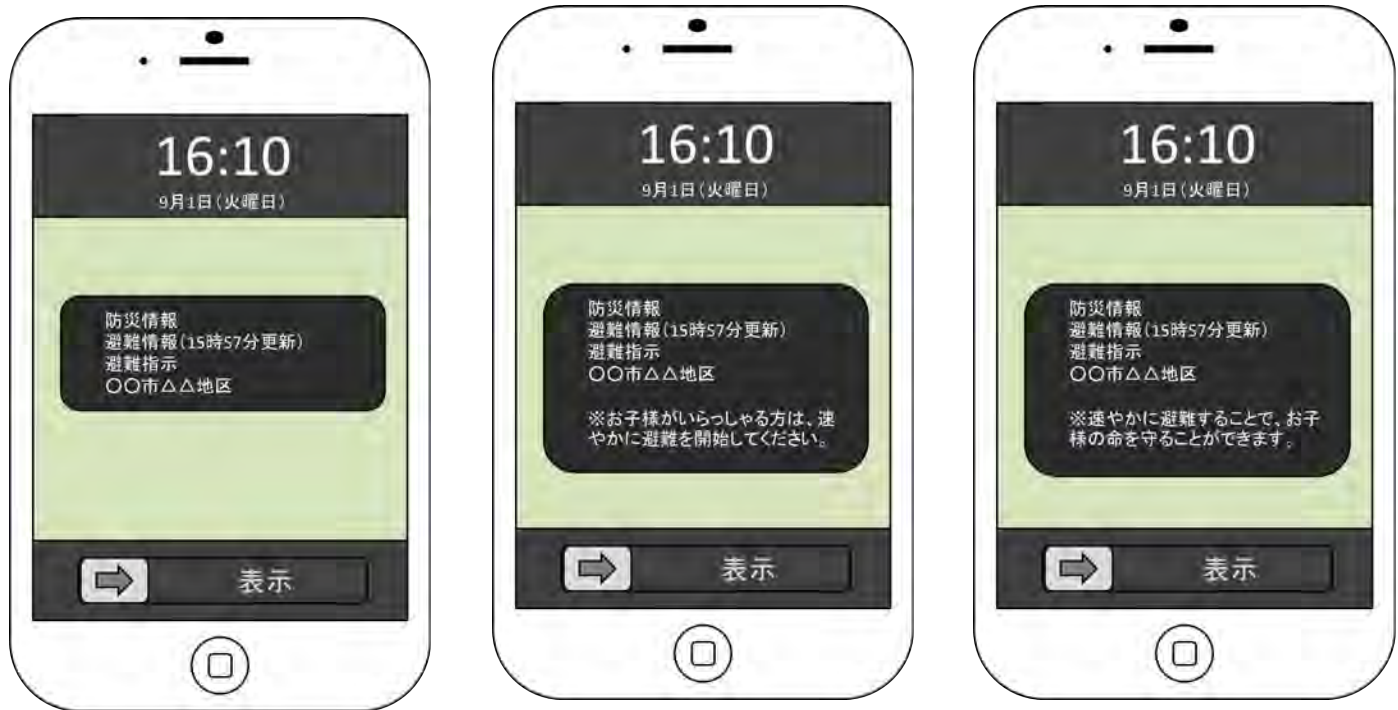 16:10
9月1日(火曜日)
防災情報
避難情報(15時57分更新)
避難指示
〇〇市△△地区
表示
16:10
9月1日(火曜日)
防災情報
避難情報(15時57分更新)
避難指示
〇〇市△△地区
※お子様がいらっしゃる方は、速
やかに避難を開始してください。
表示
16:10
9月1日(火曜日)
防災情報
避難情報(15時57分更新)
避難指示
〇〇市△△地区
※速やかに避難することで、お子
様の命を守ることができます。
表示